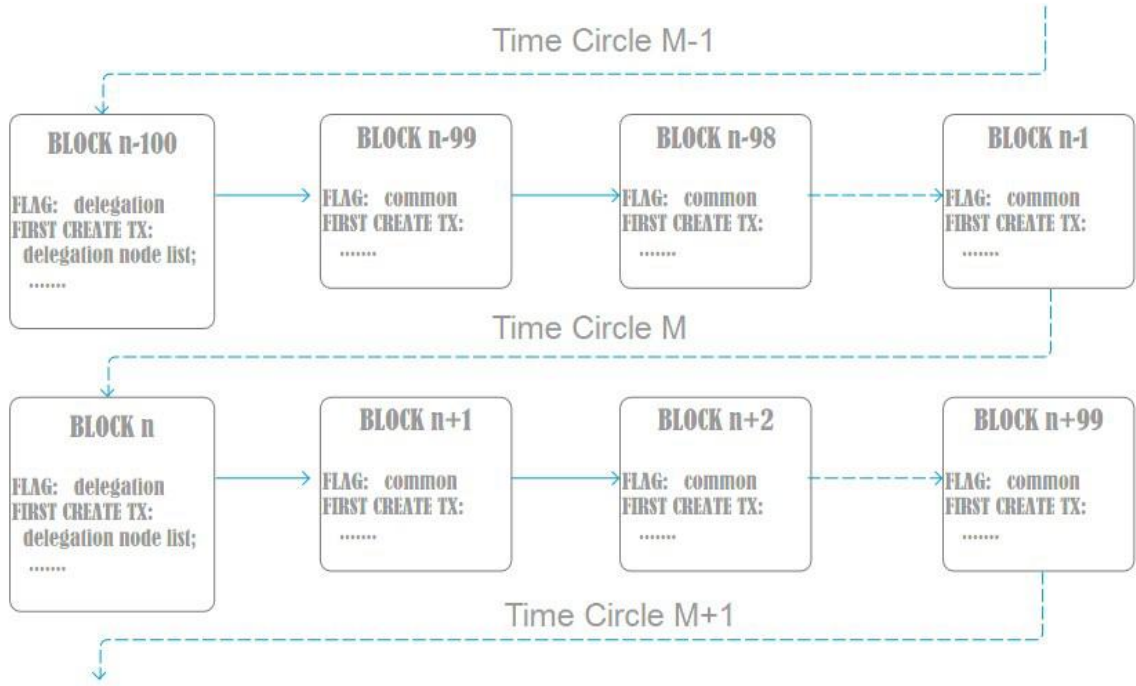 Time Circle M-1
BLOCK n-100
FLAG: delegation
FIRST CREATE TX:
delegation node list;
.......
BLOCK n-99
FLAG: common
FIRST CREATE TX:
.......
BLOCK n-98
FLAG: common
FIRST CREATE TX:
.......
BLOCK n-1
FLAG: common
FIRST CREATE TX:
.......
Time Circle M
BLOCK n
FLAG: delegation
FIRST CREATE TX:
delegation node list;
.......
BLOCK n+1
FLAG: common
FIRST CREATE TX:
.......
BLOCK n+2
FLAG: common
FIRST CREATE TX:
.......
BLOCK n+99
FLAG: common
FIRST CREATE TX:
.......
Time Circle M+1